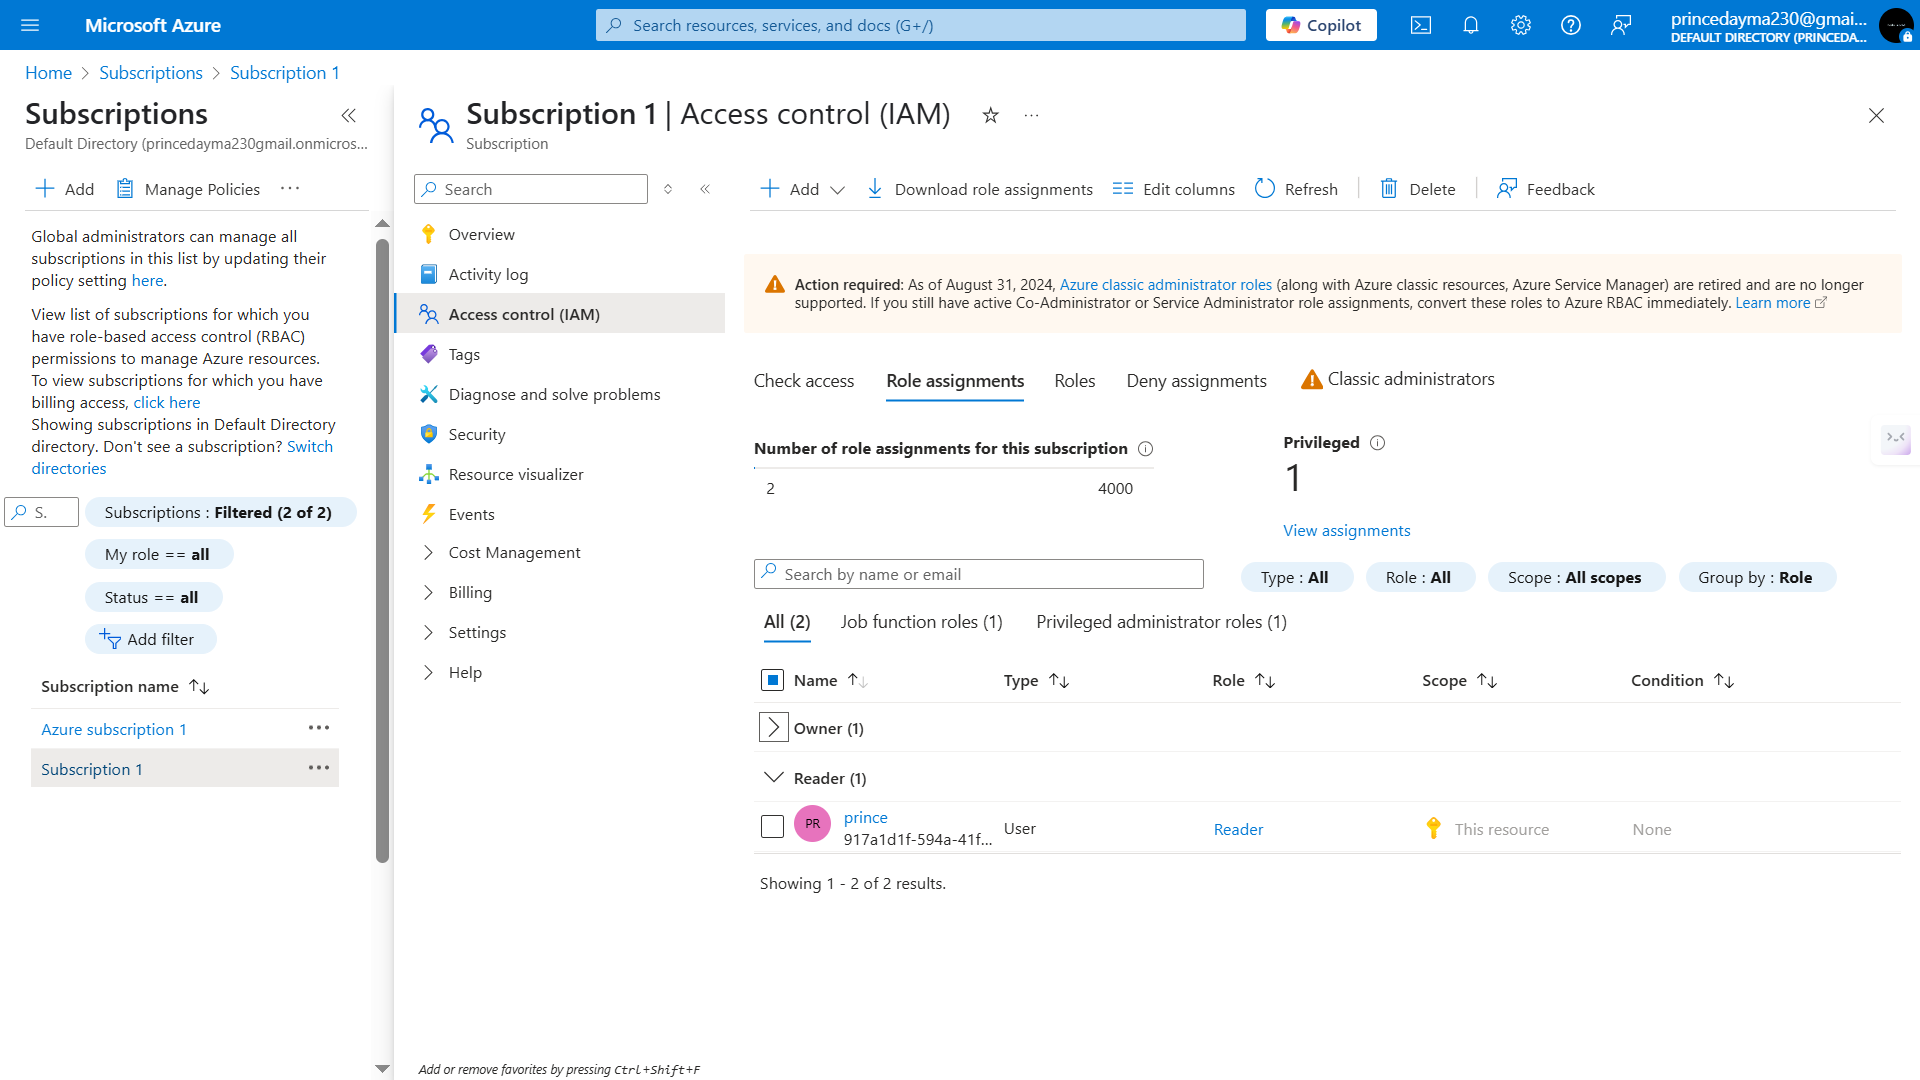 Microsoft Azure
Search resources, services, and docs (G+/)
Copilot
princedayma230@gmai...
DEFAULT DIRECTORY (PRINCEDA...
Home > Subscriptions > Subscription 1
Subscriptions
Default Directory (princedayma230gmail.onmicros...
Add
Manage Policies
Global administrators can manage all
subscriptions in this list by updating their
policy setting here.
View list of subscriptions for which you
have role-based access control (RBAC)
permissions to manage Azure resources.
To view subscriptions for which you have
billing access, click here
Showing subscriptions in Default Directory
directory. Don't see a subscription? Switch
directories
S.
Subscriptions : Filtered (2 of 2)
My role == all
Status == all
Add filter
Subscription name
Azure subscription 1
Subscription 1
Subscription 1 | Access control (IAM)
Subscription
Search
Overview
Activity log
Access control (IAM)
Tags
Diagnose and solve problems
Security
Resource visualizer
Events
Cost Management
Billing
Settings
Help
Add or remove favorites by pressing Ctrl+Shift+F
Add
Download role assignments
Edit columns
Refresh
Delete
Feedback
Action required: As of August 31, 2024, Azure classic administrator roles (along with Azure classic resources, Azure Service Manager) are retired and are no longer
supported. If you still have active Co-Administrator or Service Administrator role assignments, convert these roles to Azure RBAC immediately. Learn more
Check access
Role assignments
Roles
Deny assignments
Classic administrators
Number of role assignments for this subscription
2
4000
Privileged
1
View assignments
Search by name or email
Type : All
Role : All
Scope : All scopes
Group by : Role
All (2)
Job function roles (1)
Privileged administrator roles (1)
Name
Type
Role
Scope
Condition
Owner (1)
Reader (1)
PR
prince
917a1d1f-594a-41f...
User
Reader
This resource
None
Showing 1 - 2 of 2 results.